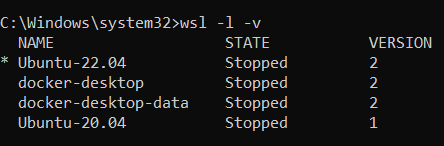 C:\Windows\system32>wsl -l -v
  NAME                   STATE           VERSION
* Ubuntu-22.04           Stopped         2
  docker-desktop         Stopped         2
  docker-desktop-data    Stopped         2
  Ubuntu-20.04           Stopped         1